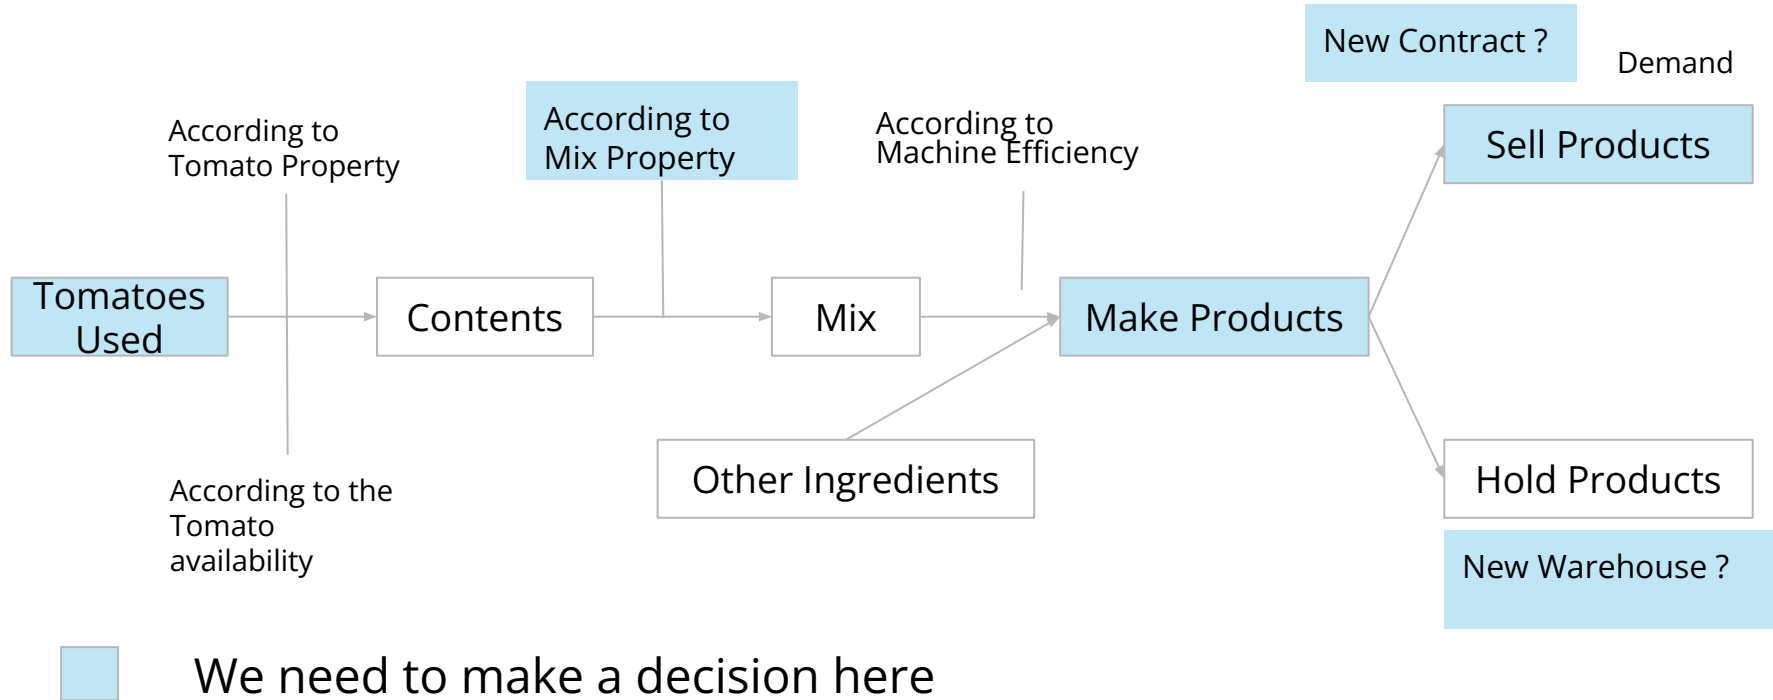 New Contract ?
Demand
According to
Tomato Property
According to
Mix Property
According to
Machine Efficiency
Sell Products
Tomatoes
Used
Contents
Mix
Make Products
Other Ingredients
Hold Products
According to the
Tomato
availability
New Warehouse ?
We need to make a decision here